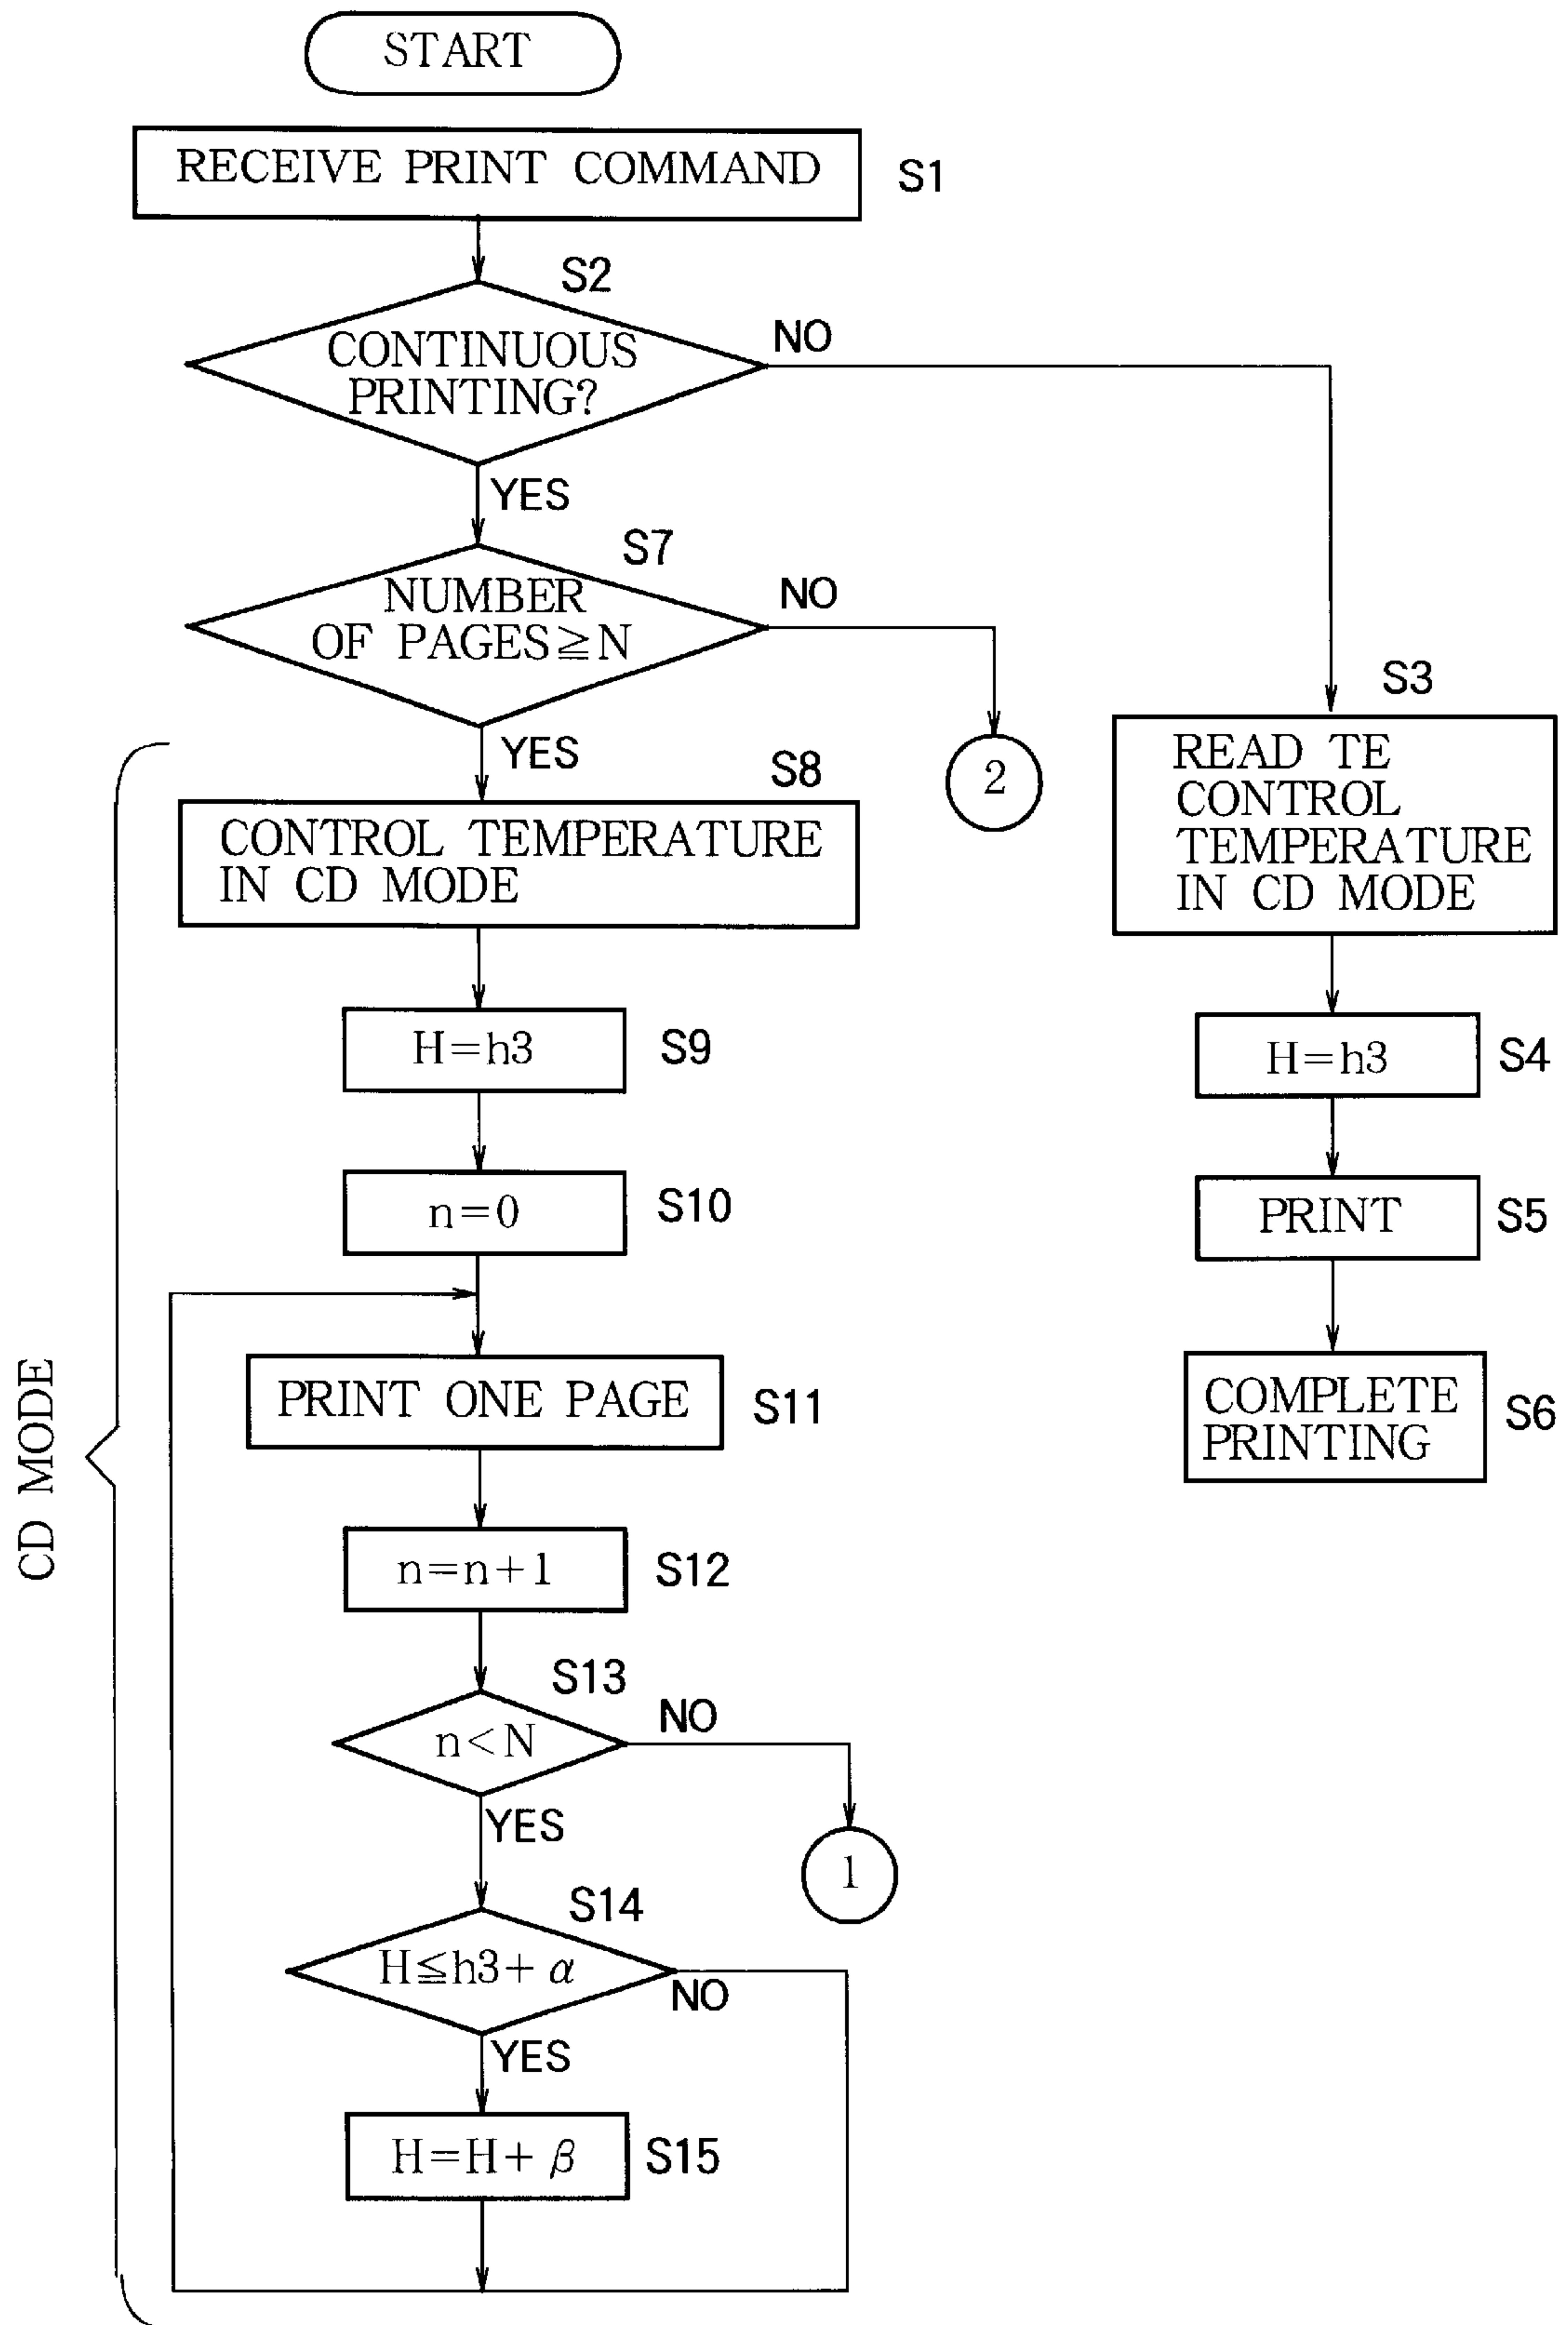 START
RECEIVE PRINT COMMAND
S1
S2
CONTINUOUS
PRINTING?
NO
YES
S7
NUMBER
OF PAGES≧N
NO
YES
2
S3
READ TE
CONTROL
TEMPERATURE
IN CD MODE
S8
CONTROL TEMPERATURE
IN CD MODE
H=h3
S9
H=h3
S4
n=0
S10
PRINT
S5
CD MODE
PRINT ONE PAGE
S11
COMPLETE
PRINTING
S6
n=n+1
S12
S13
n<N
NO
YES
1
S14
H≦h3+ α
NO
YES
H=H+ β
S15